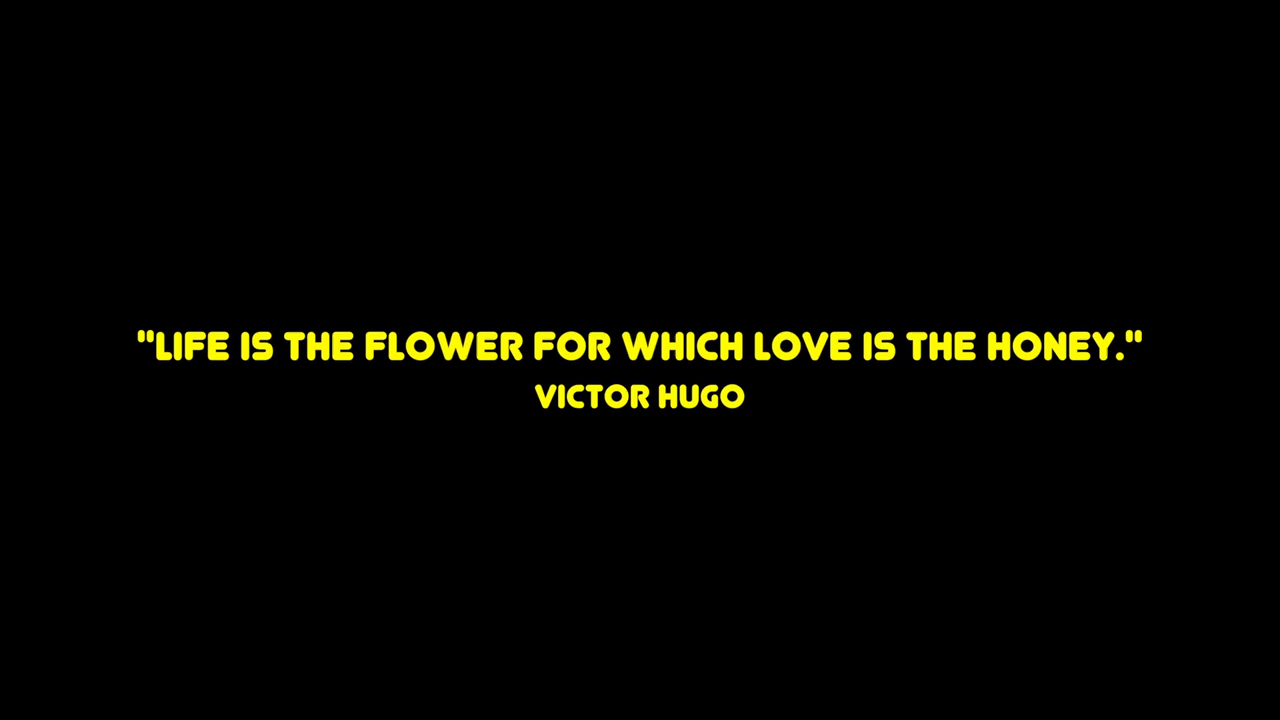 "LIFE IS THE FLOWER FOR WHICH LOVE IS THE HONEY."
VICTOR HUGO